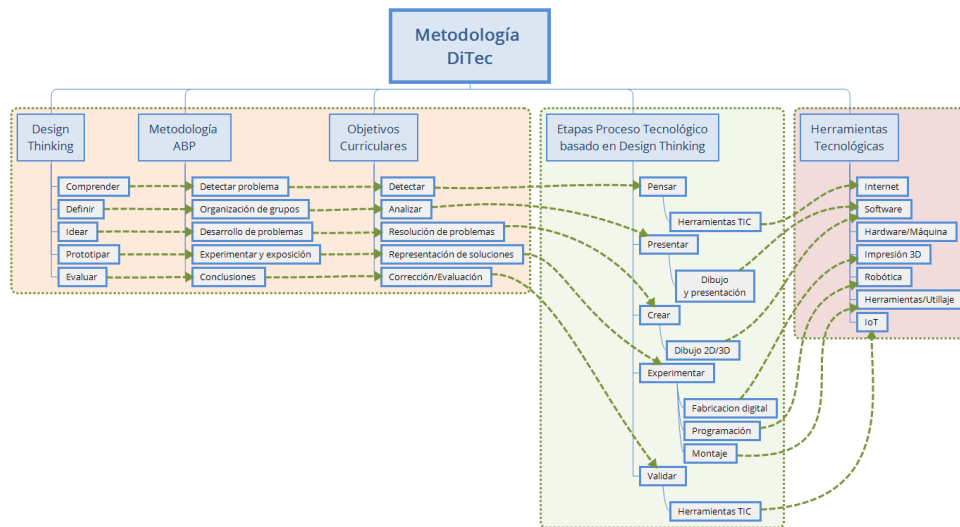 Metodología
DiTec
Design
Thinking
Metodología
ABP
Objetivos
Curriculares
Etapas Proceso Tecnológico
basado en Design Thinking
Herramientas
Tecnológicas
Comprender
Definir
Idear
Prototipar
Evaluar
Detectar problema
Organización de grupos
Desarrollo de problemas
Experimentar y exposición
Conclusiones
Detectar
Analizar
Resolución de problemas
Representación de soluciones
Corrección/Evaluación
Pensar
Herramientas TIC
Presentar
Dibujo
y presentación
Crear
Dibujo 2D/3D
Experimentar
Fabricacion digital
Programación
Montaje
Validar
Herramientas TIC
Internet
Software
Hardware/Máquina
Impresión 3D
Robótica
Herramientas/Utillaje
IoT